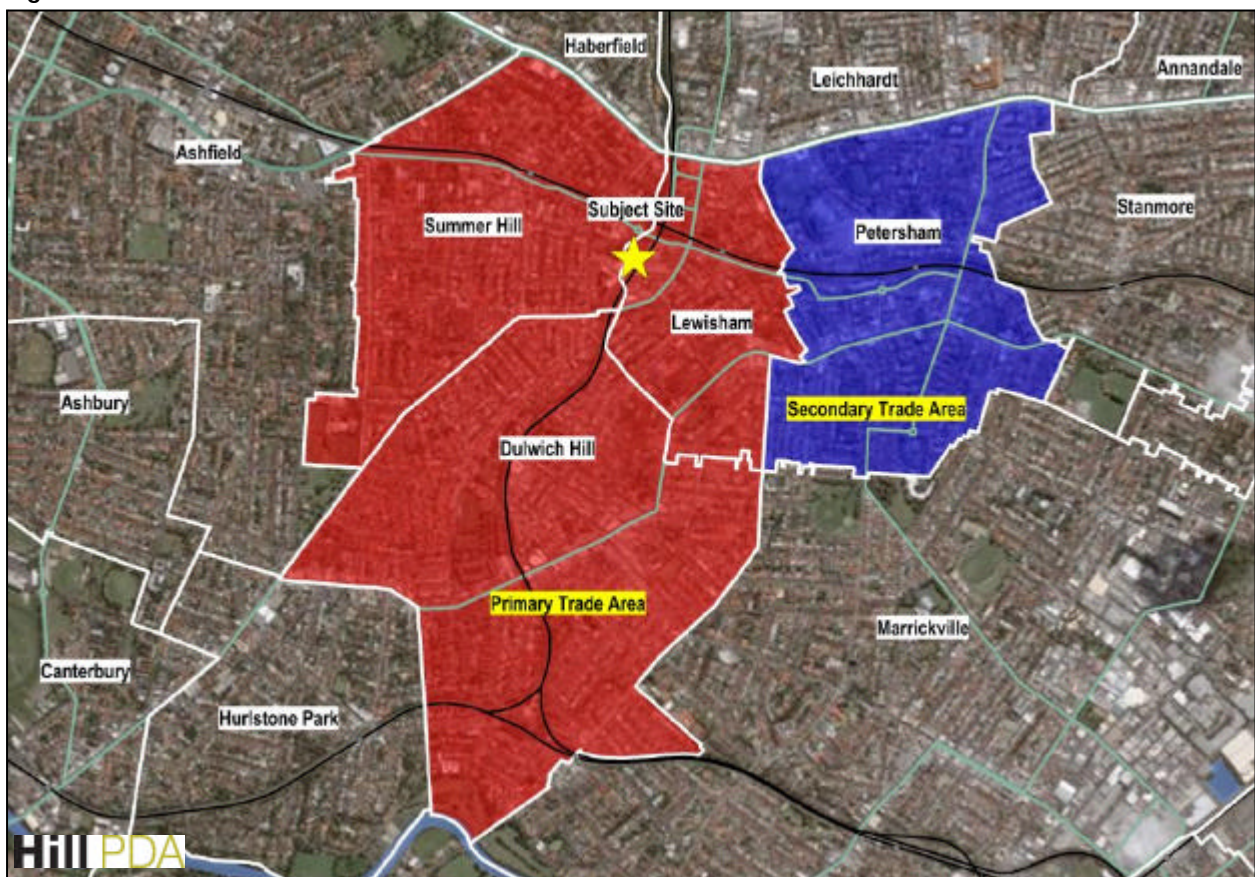 Haberfield
Leichhardt
Annandale
Ashfield
Stanmore
Subject Site
Summer Hill
Petersham
Lewisham
Ashbury
Secondary Trade Area
Dulwich Hill
Primary Trade Area
Marrickville
Canterbury
Hurlstone Park
Hill PDA